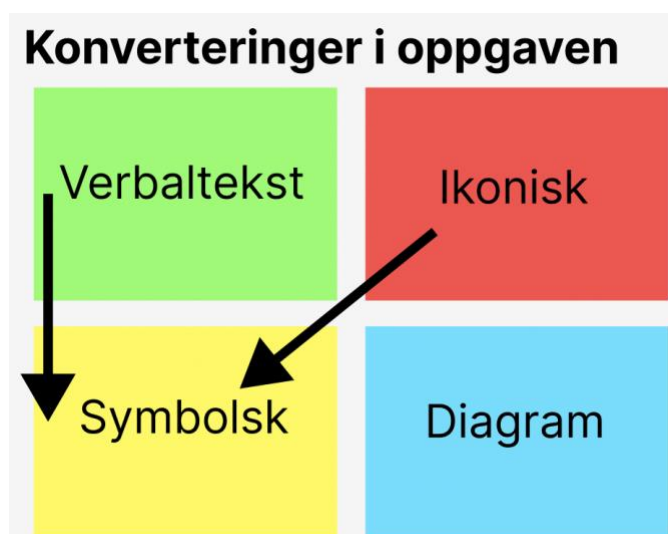 Konverteringer i oppgaven
Verbaltekst
Ikonisk
Symbolsk
Diagram